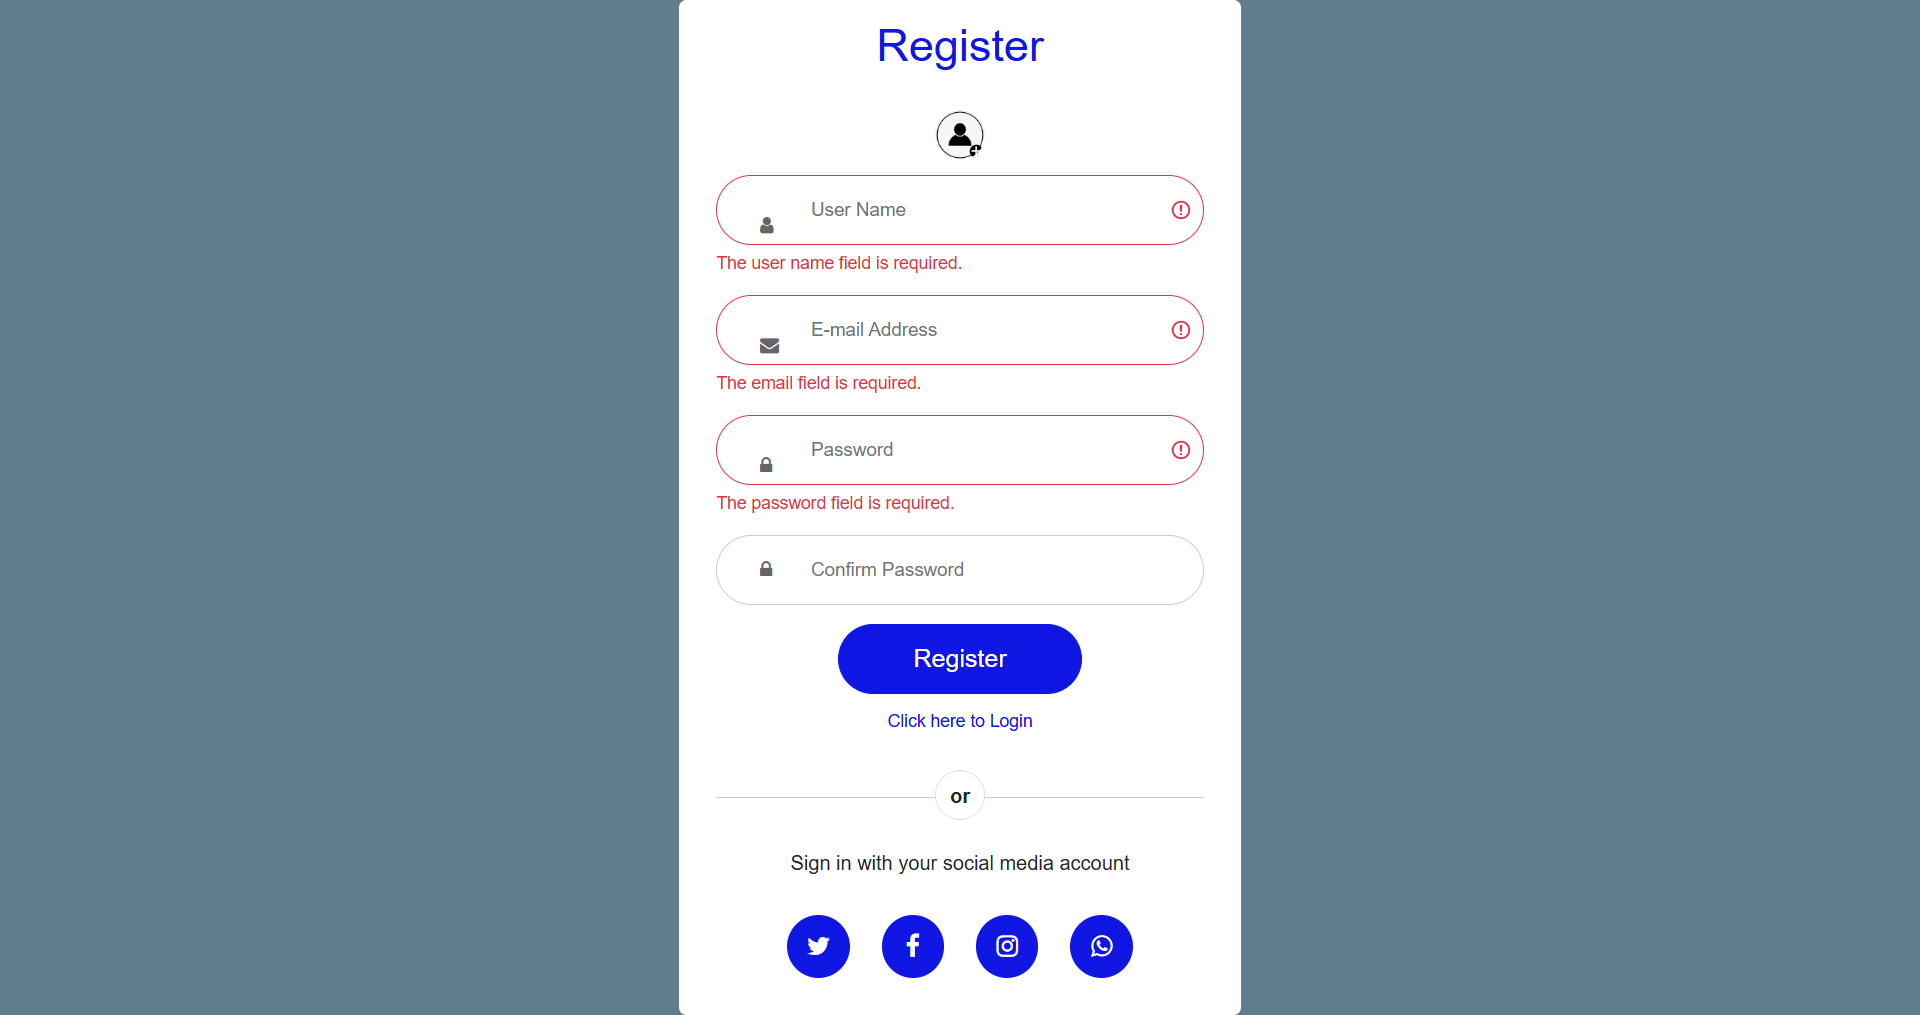 Register
User Name
The user name field is required.
E-mail Address
The email field is required.
Password
The password field is required.
Confirm Password
Register
Click here to Login
or
Sign in with your social media account